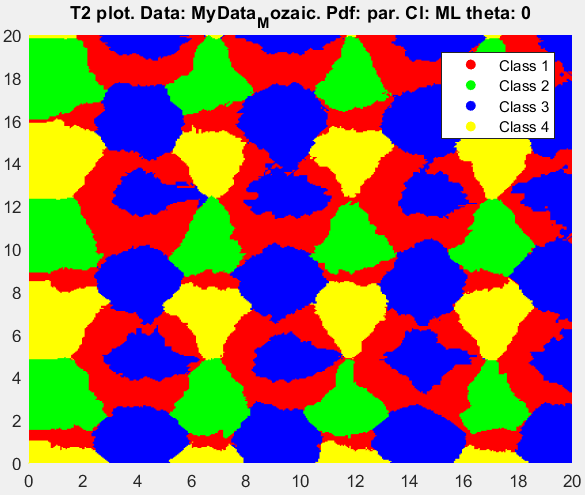 T2 plot. Data: MyData_Mozaic. Pdf: par. Cl: ML theta: 0
20
18
16
14
12
10
8
6
4
2
0
Class 1
Class 2
Class 3
Class 4
0 2 4 6 8 10 12 14 16 18 20